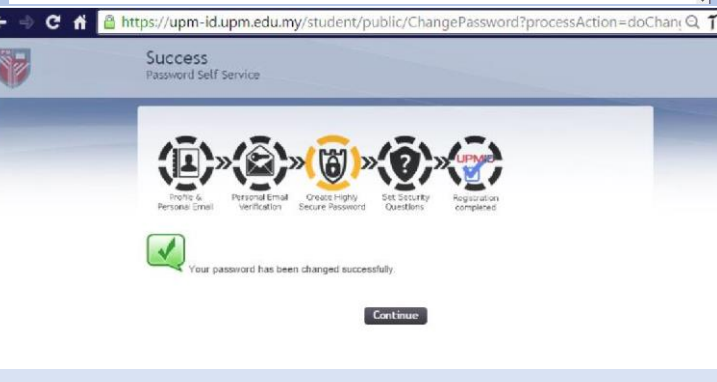 https://upm-id.upm.edu.my/student/public/ChangePassword?processAction=doChang
Success
Password Self Service
UPMID
Profile &
Personal Email
Personal Email
Verification
Create Highly
Secure Password
Set Security
Questions
Registration
completed
Your password has been changed successfully.
Continue